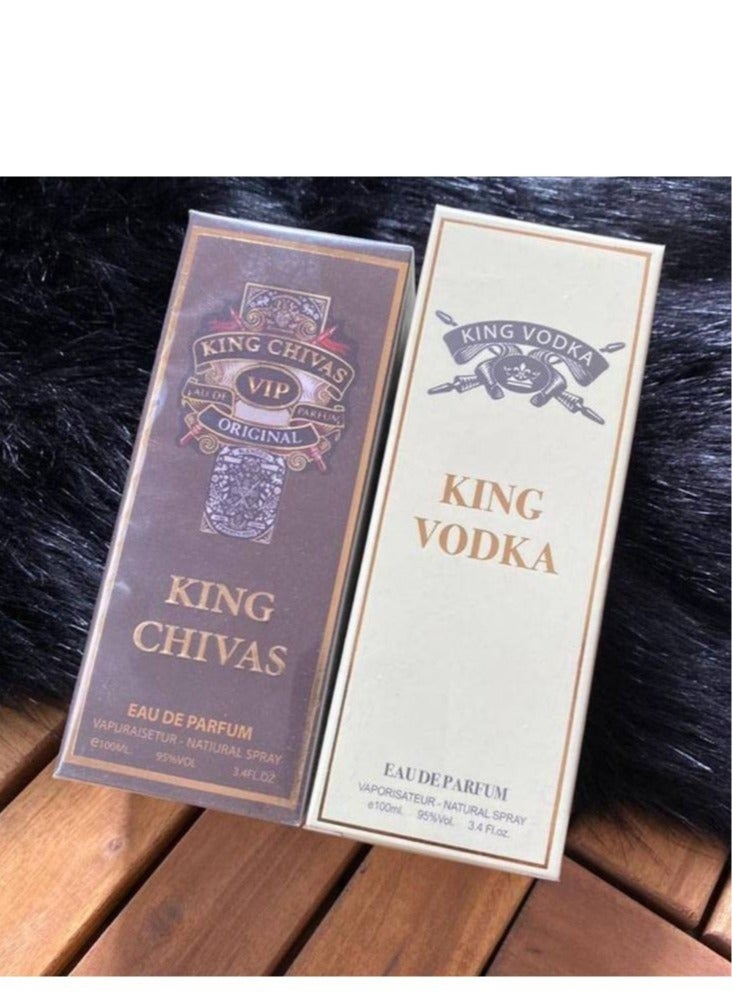 KING CHIVAS
VIP
EAU DE PARFUM
ORIGINAL
KING
CHIVAS
EAU DE PARFUM
VAPURAISETUR - NATIURAL SPRAY
e100ML. 95%VOL 3.4FL.OZ
KING VODKA
KING
VODKA
EAU DE PARFUM
VAPORISATEUR - NATURAL SPRAY
e100ml. 95%Vol. 3.4 Fl.oz.